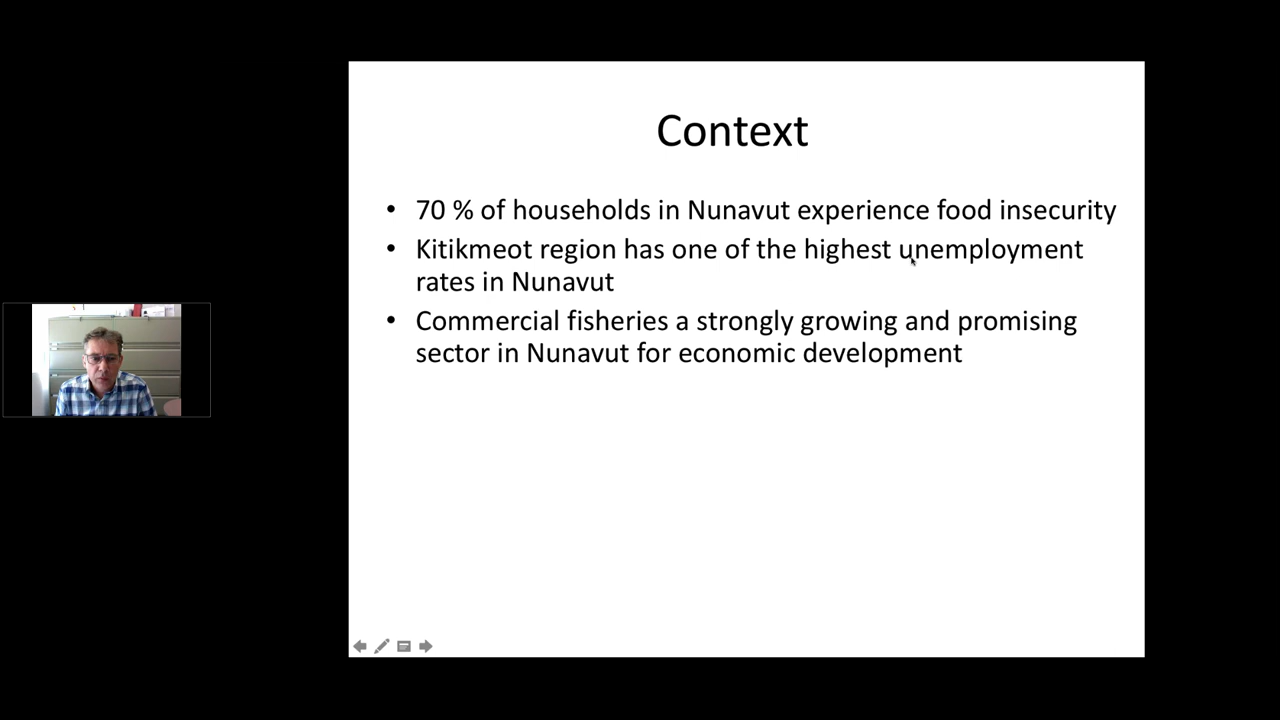 Context
• 70 % of households in Nunavut experience food insecurity
• Kitikmeot region has one of the highest unemployment
rates in Nunavut
• Commercial fisheries a strongly growing and promising
sector in Nunavut for economic development